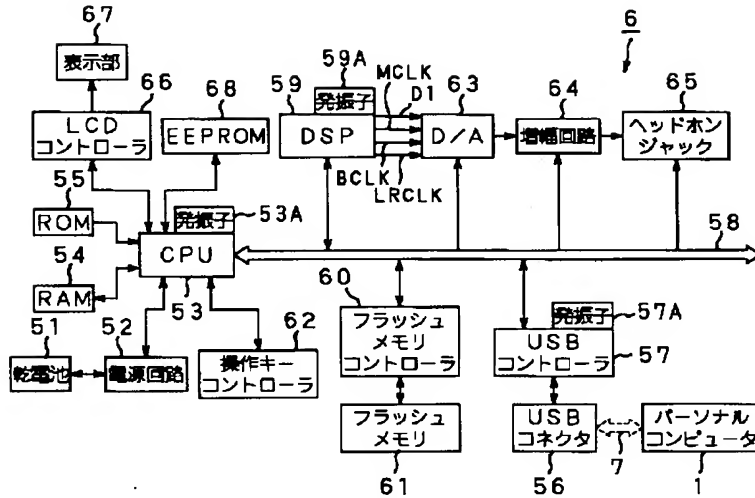 67
表示部
66
LCD
コントローラ
68
EEPROM
59
59A
発振子
DSP
MCLK
D1
BCLK
LRCLK
63
D/A
64
増幅回路
6
65
ヘッドホン
ジャック
55
ROM
54
RAM
発振子
53A
CPU
53
58
51
乾電池
52
電源回路
62
操作キー
コントローラ
60
フラッシュ
メモリ
コントローラ
フラッシュ
メモリ
61
発振子
57A
USB
コントローラ
57
USB
コネクタ
56
7
パーソナル
コンピュータ
1